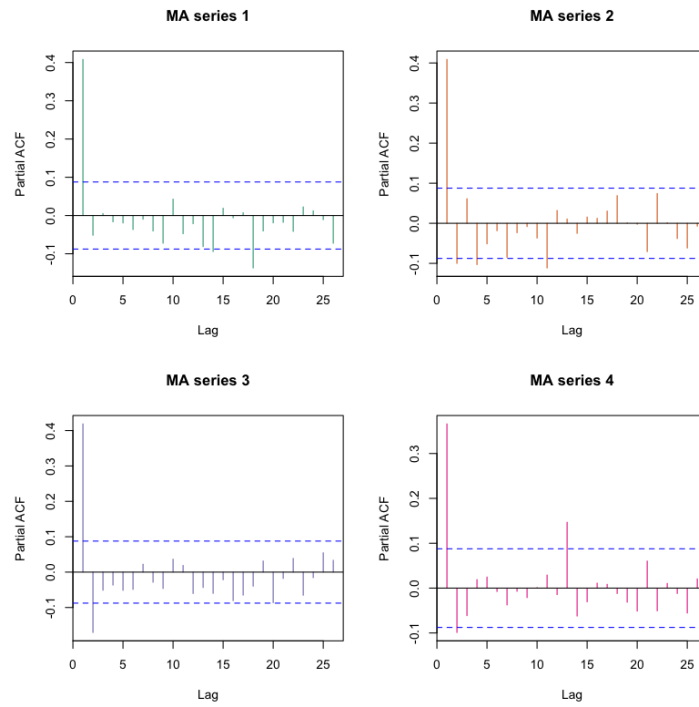 MA series 1
Partial ACF
0.4
0.3
0.2
0.1
0.0
-0.1
0 5 10 15 20 25
Lag
MA series 2
Partial ACF
0.4
0.3
0.2
0.1
0.0
-0.1
0 5 10 15 20 25
Lag
MA series 3
Partial ACF
0.4
0.3
0.2
0.1
0.0
-0.1
0 5 10 15 20 25
Lag
MA series 4
Partial ACF
0.3
0.2
0.1
0.0
-0.1
0 5 10 15 20 25
Lag